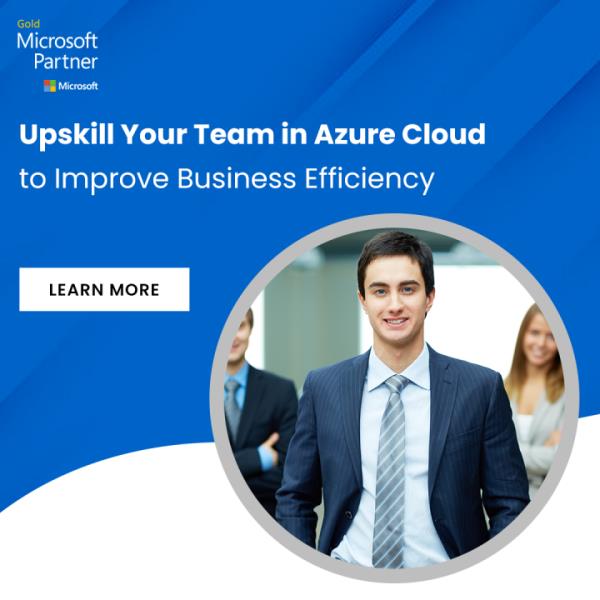 Gold
Microsoft
Partner
Microsoft
Upskill Your Team in Azure Cloud
to Improve Business Efficiency
LEARN MORE